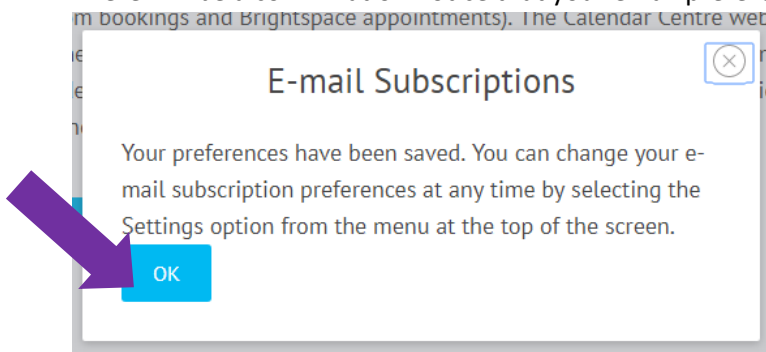 m bookings and Brightspace appointments). The Calendar Centre web
E-mail Subscriptions
Your preferences have been saved. You can change your e-
mail subscription preferences at any time by selecting the
Settings option from the menu at the top of the screen.
OK